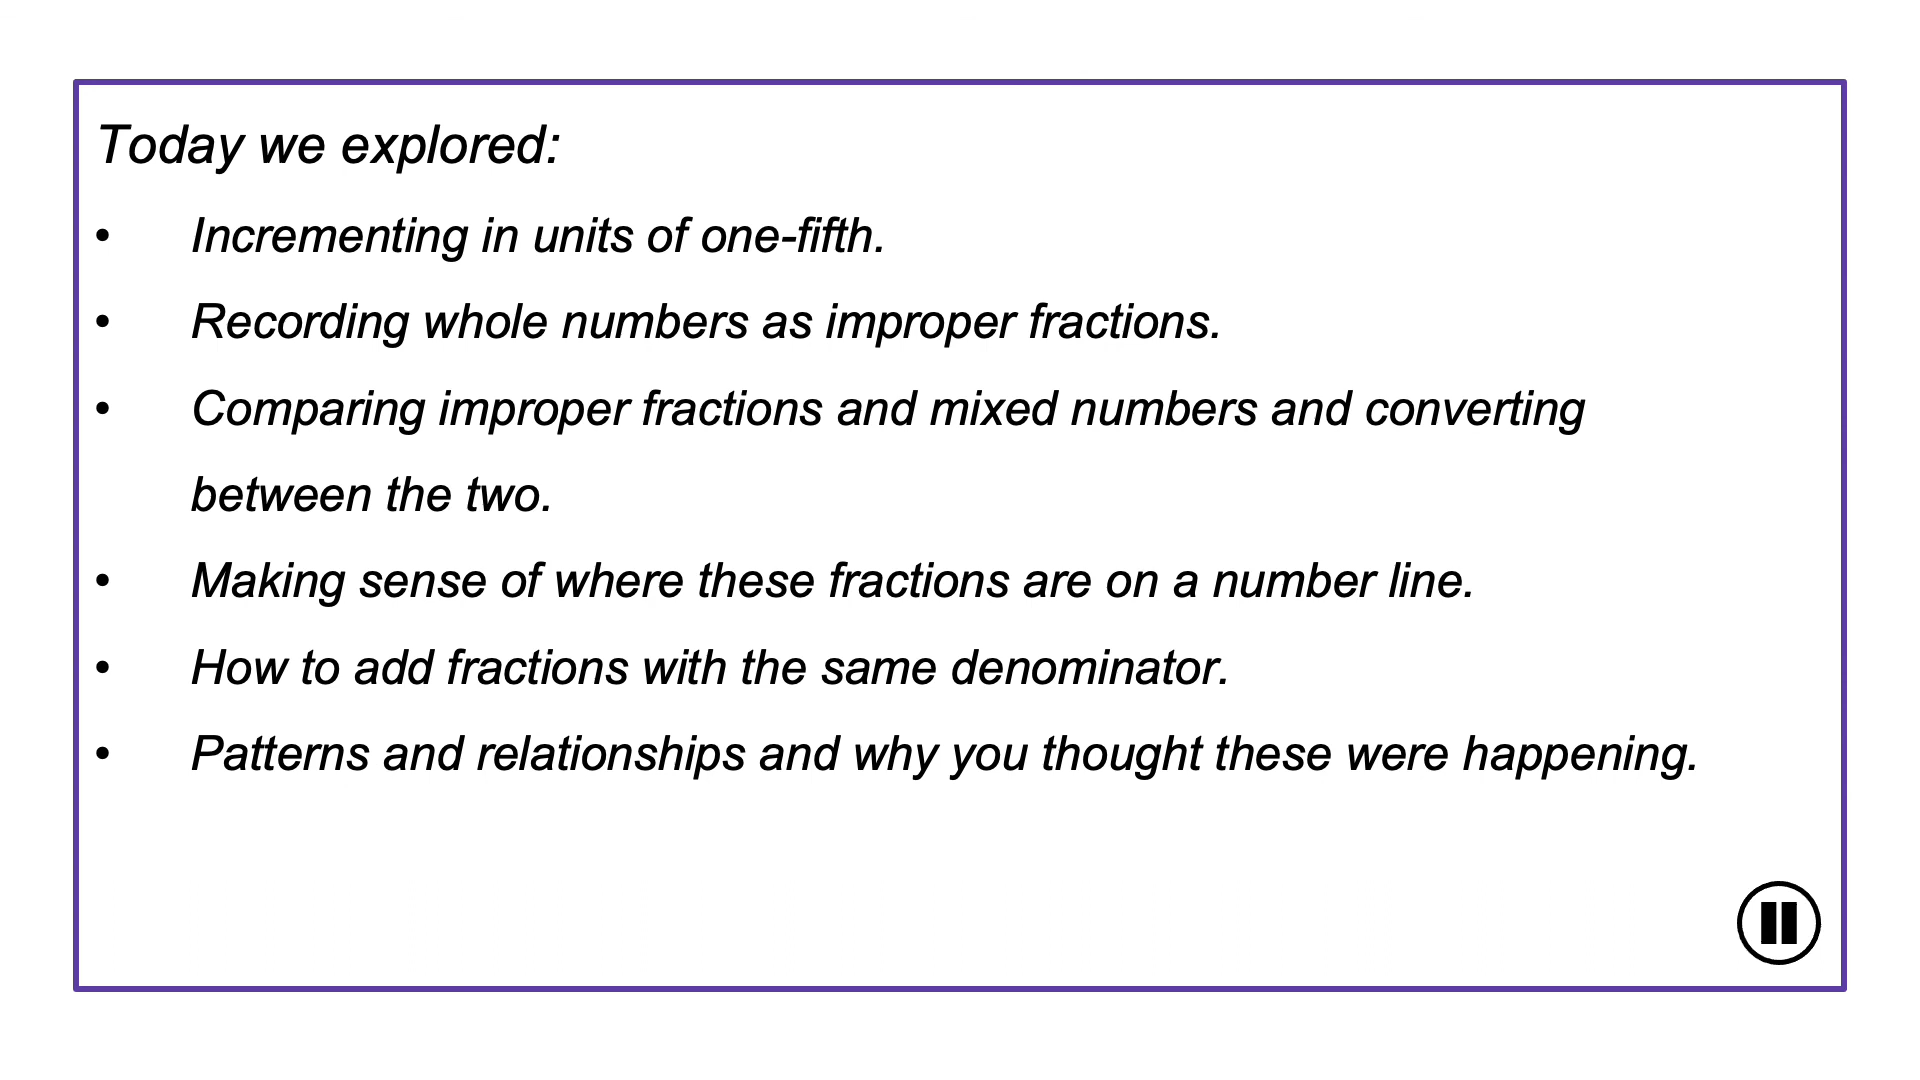 Today we explored:
• Incrementing in units of one-fifth.
• Recording whole numbers as improper fractions.
• Comparing improper fractions and mixed numbers and converting
between the two.
• Making sense of where these fractions are on a number line.
• How to add fractions with the same denominator.
• Patterns and relationships and why you thought these were happening.